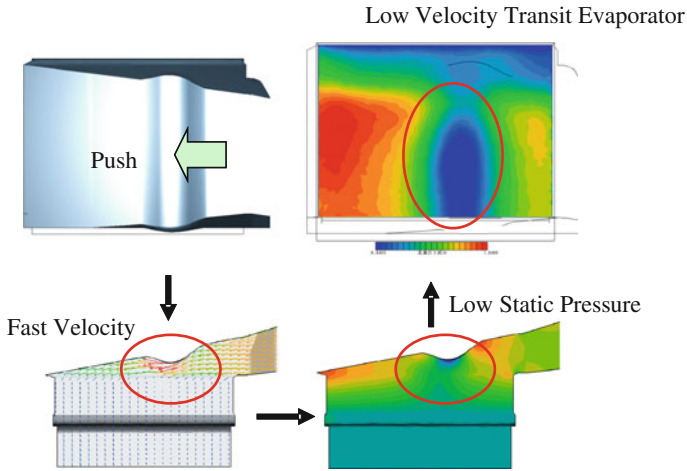 Low Velocity Transit Evaporator
Push
Fast Velocity
Low Static Pressure